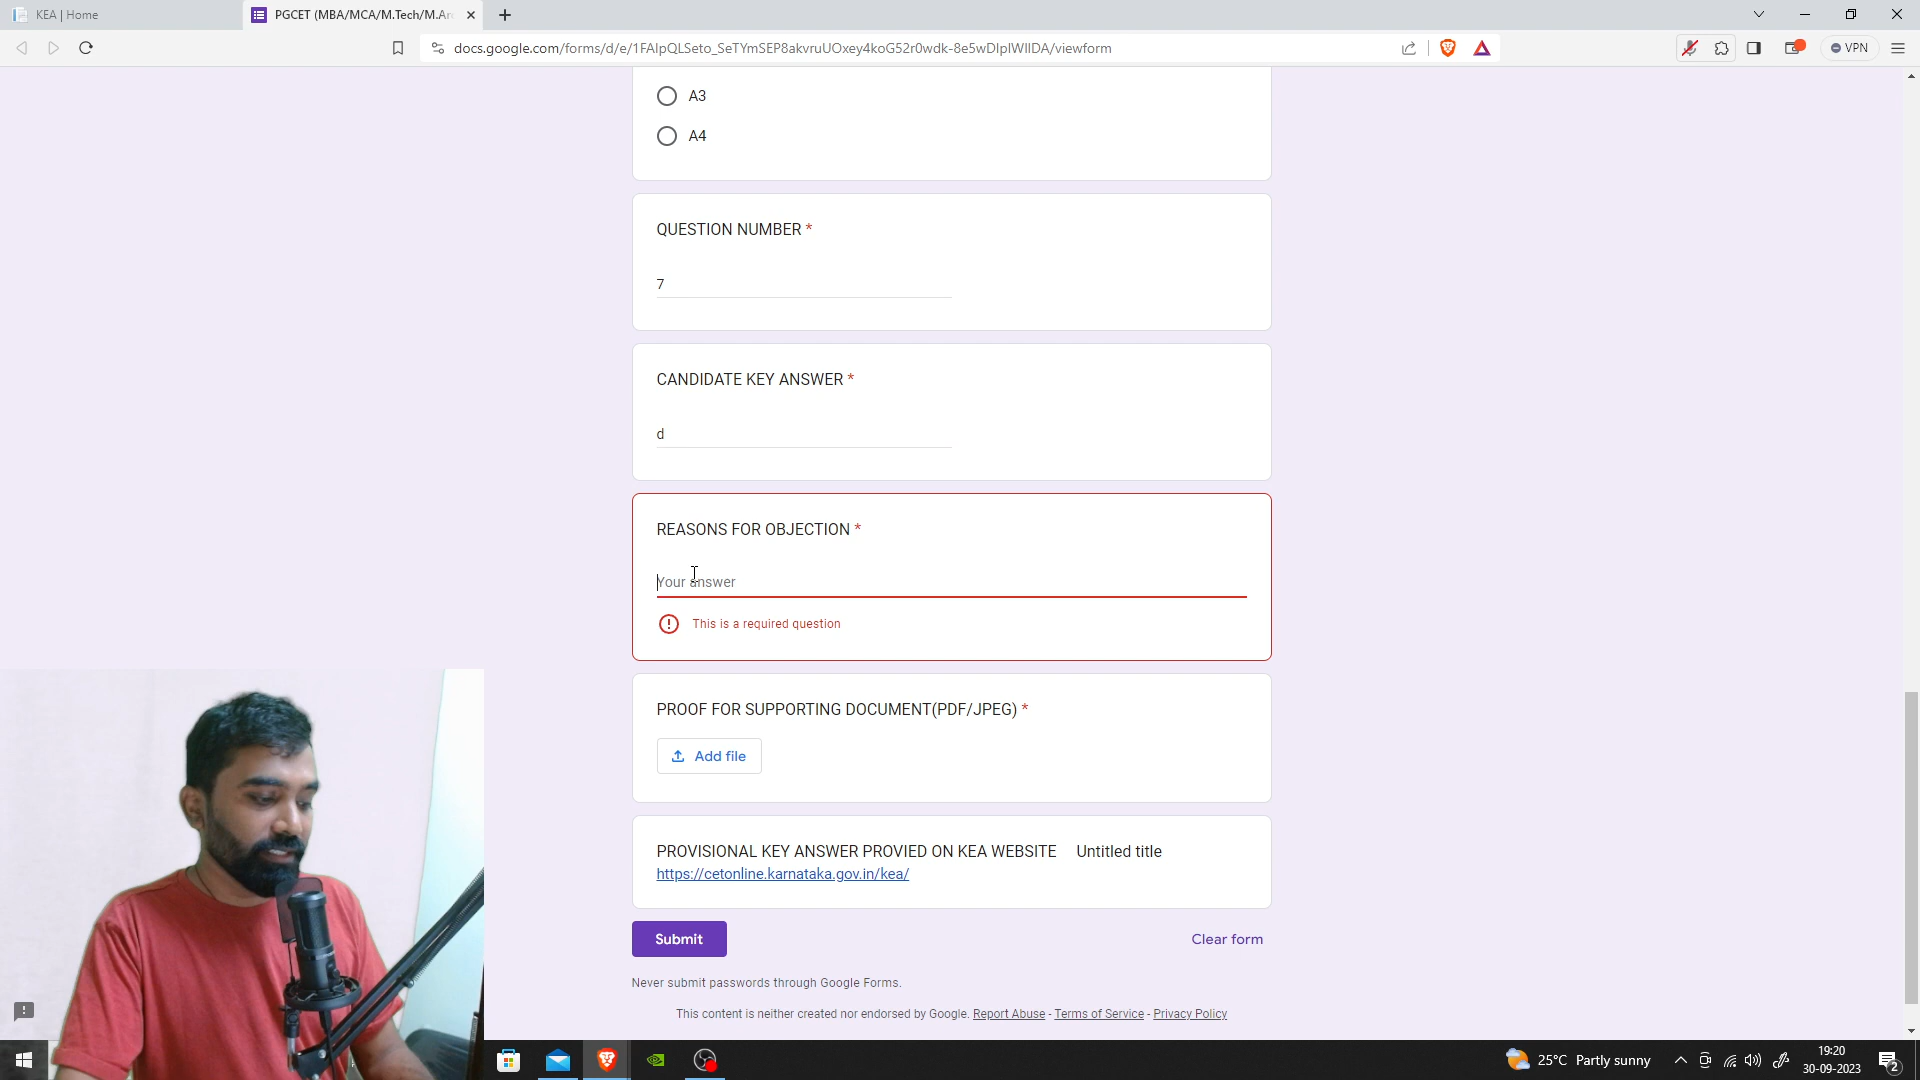 KEA | Home
PGCET (MBA/MCA/M.Tech/M.Arc
docs.google.com/forms/d/e/1FAIpQLSeto_SeTYmSEP8akvruUOxey4koG52r0wdk-8e5wDIpIWIIDA/viewform
VPN
A3
A4
QUESTION NUMBER *
7
CANDIDATE KEY ANSWER *
d
REASONS FOR OBJECTION *
Your answer
This is a required question
PROOF FOR SUPPORTING DOCUMENT(PDF/JPEG) *
Add file
PROVISIONAL KEY ANSWER PROVIED ON KEA WEBSITE Untitled title
https://cetonline.karnataka.gov.in/kea/
Submit
Clear form
Never submit passwords through Google Forms.
This content is neither created nor endorsed by Google. Report Abuse - Terms of Service - Privacy Policy
25°C Partly sunny
19:20
30-09-2023
2